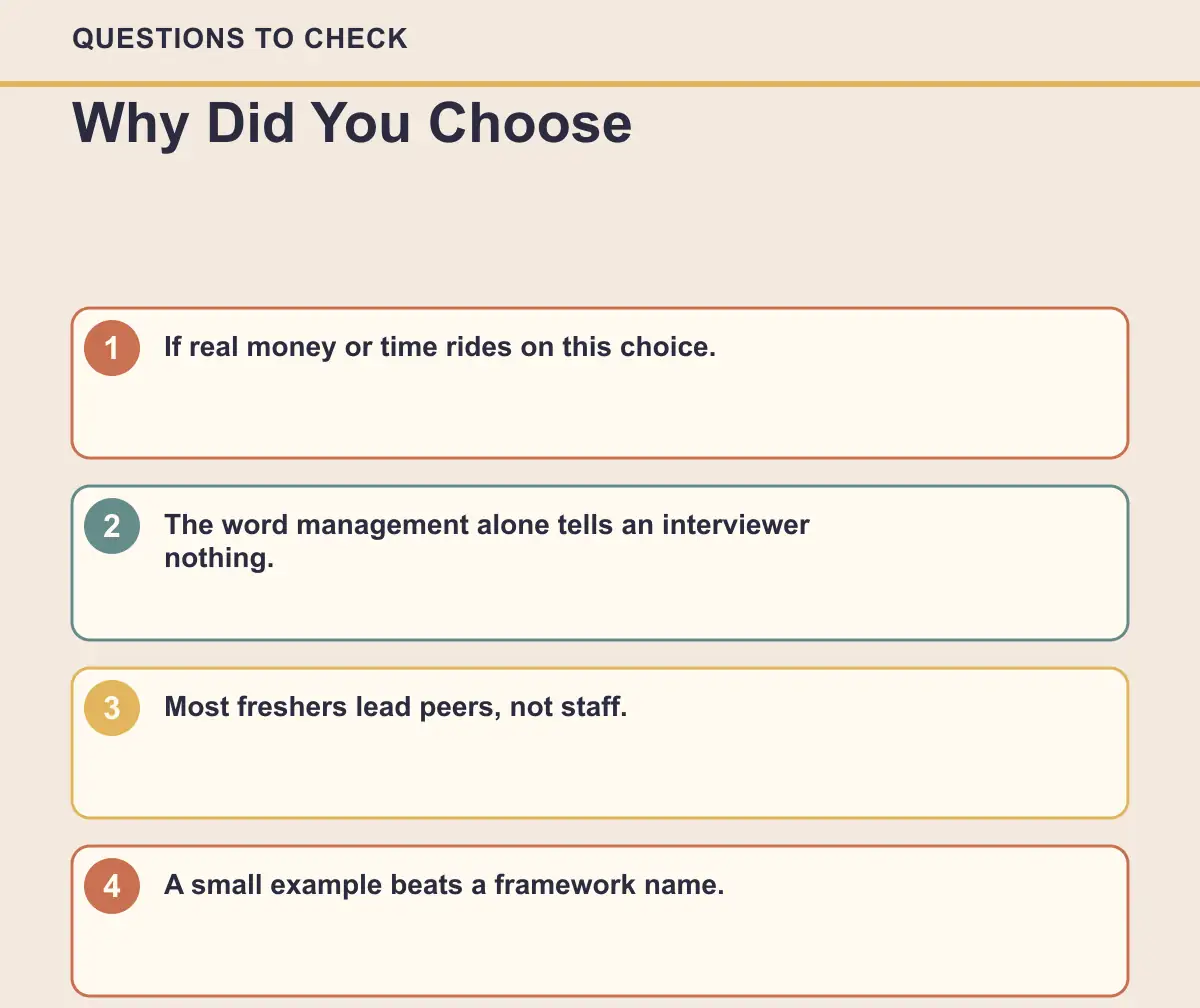 QUESTIONS TO CHECK
Why Did You Choose
1
If real money or time rides on this choice.
2
The word management alone tells an interviewer
nothing.
3
Most freshers lead peers, not staff.
4
A small example beats a framework name.